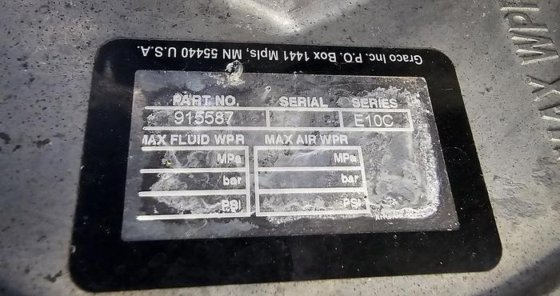 Graco Inc. P.O. Box 1441 Mpls, MN 55440 U.S.A.
PART NO. SERIAL SERIES
915587 E10C
MAX FLUID WPR MAX AIR WPR
MPa MPa
bar bar
PSI PSI
MAX WPR